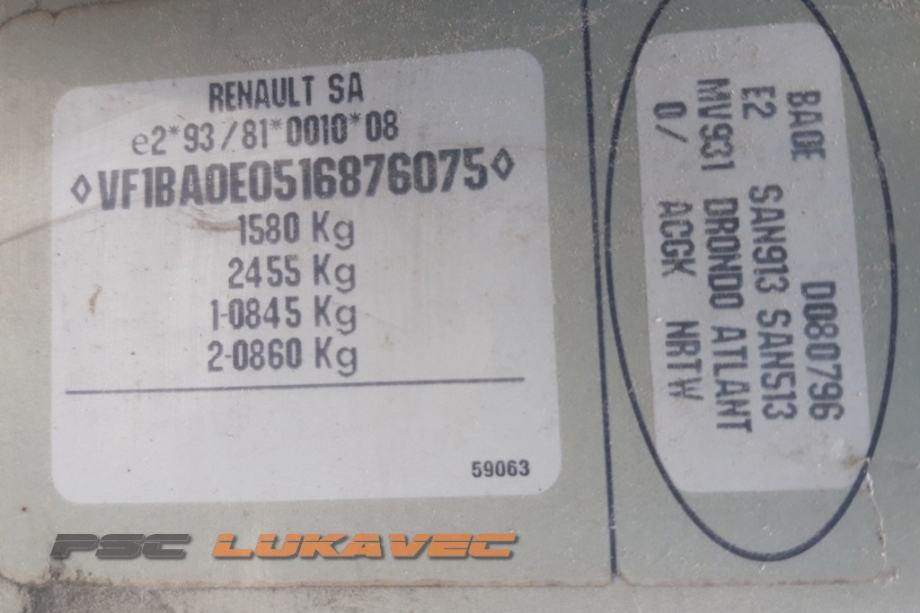 RENAULT SA
e2*93/81*0010*08
◊VF1BA0E0516876075◊
1580 Kg
2455 Kg
1-0845 Kg
2-0860 Kg
59063
BA0E D080796
E2 SAN913 SAN513
MV931 DRONDO ATLANT
0/ ACGK NRTW
PSC LUKAVEC